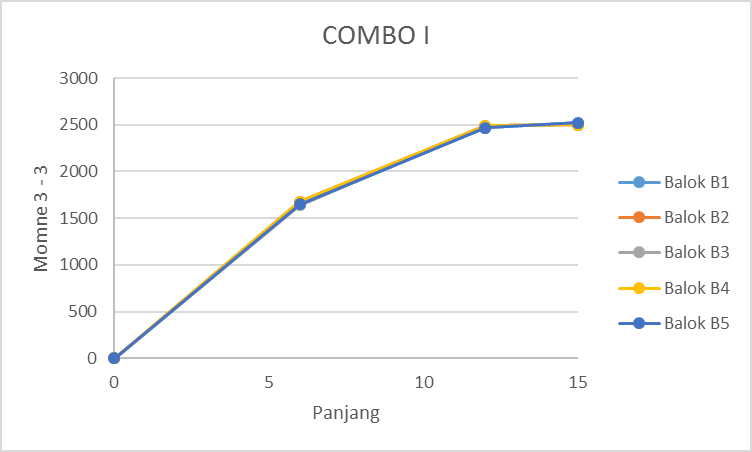 COMBO I
3000
2500
2000
1500
1000
500
0
0
5
10
15
Momne 3 - 3
Panjang
Balok B1
Balok B2
Balok B3
Balok B4
Balok B5